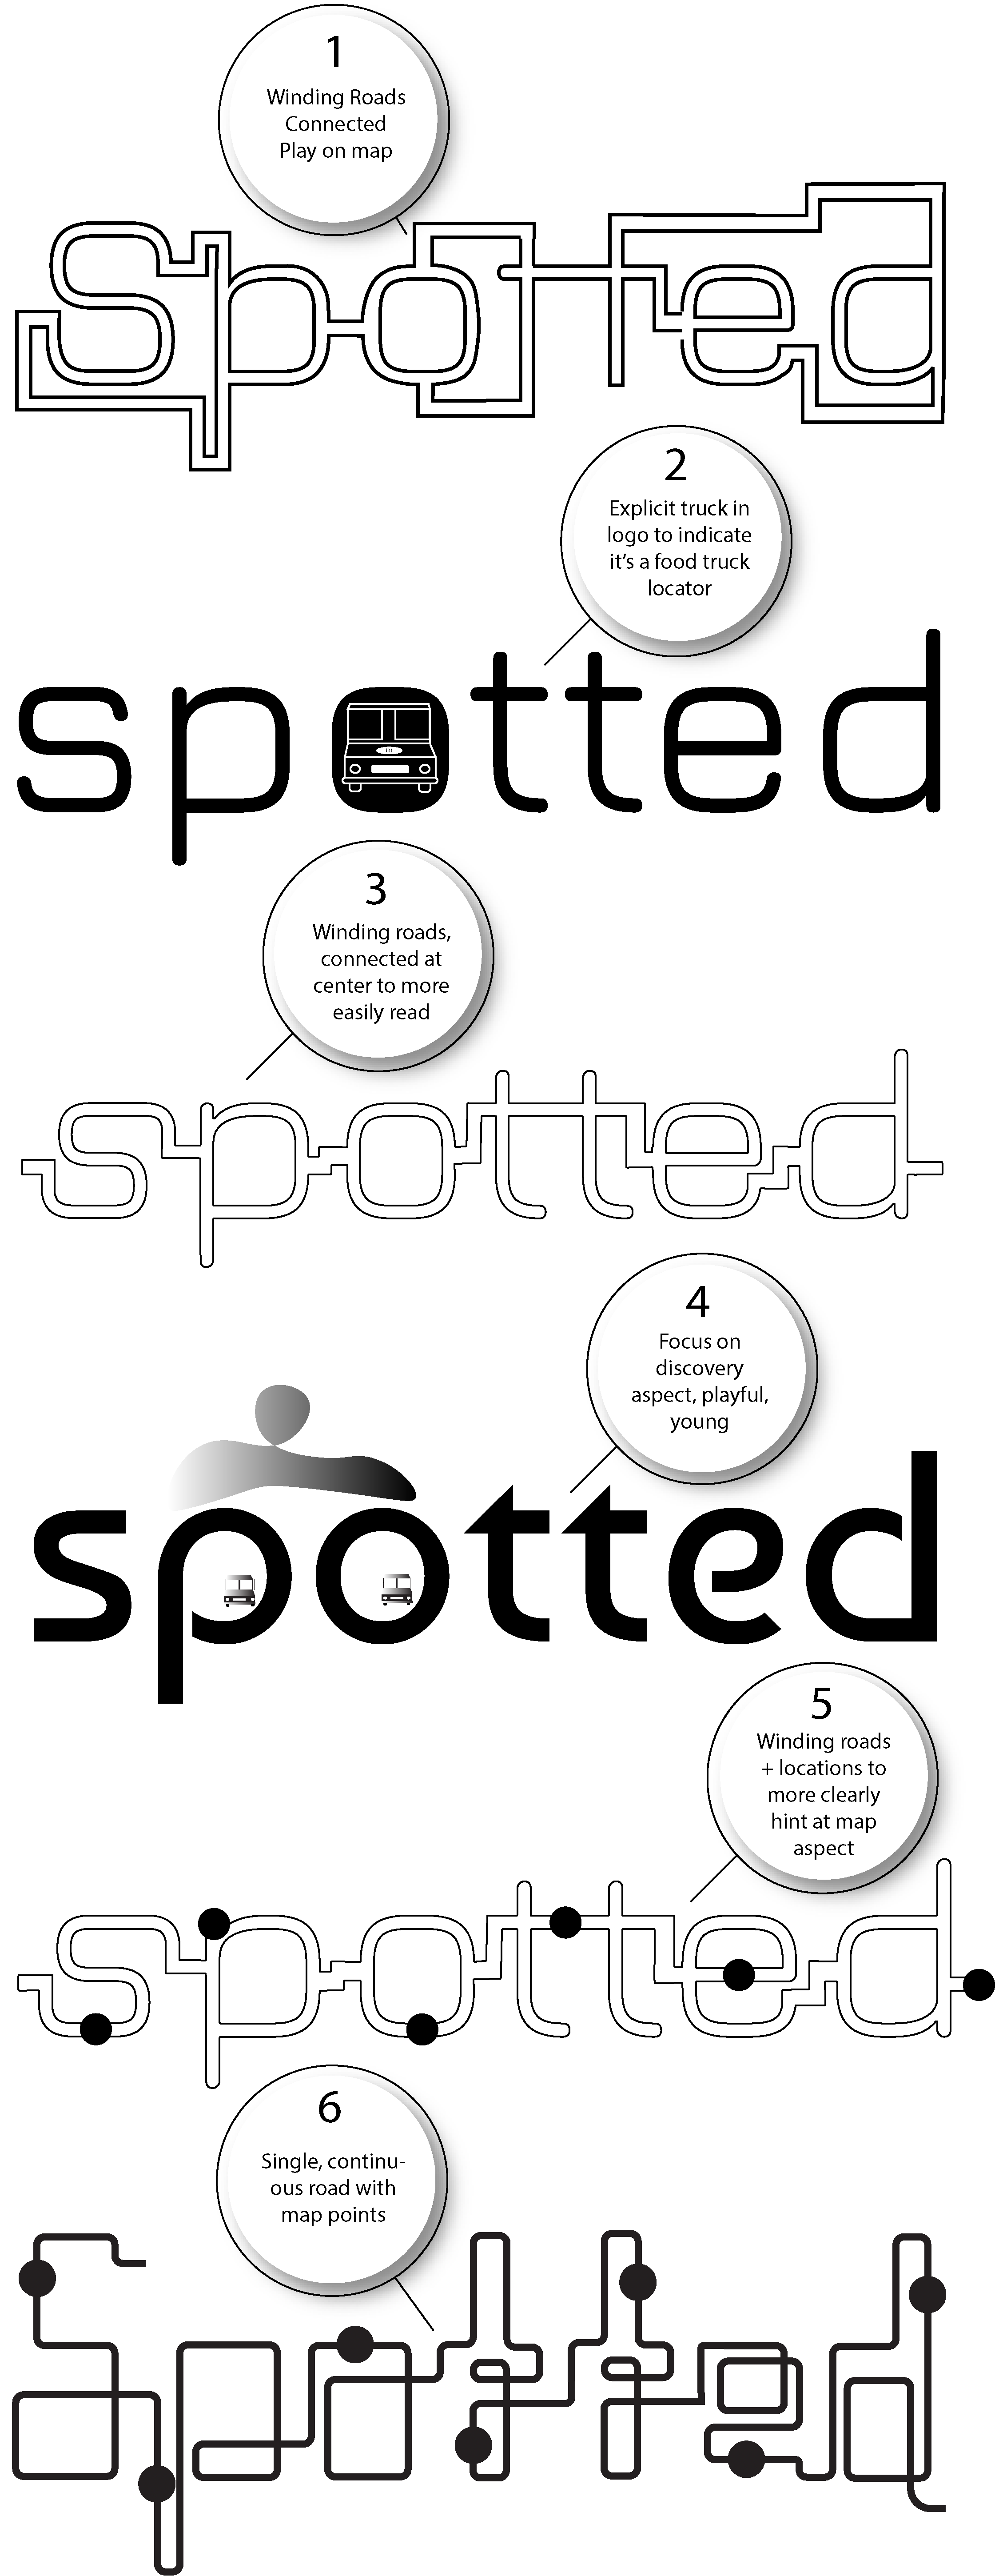 1
Winding Roads
Connected
Play on map
spotted
2
Explicit truck in
logo to indicate
it’s a food truck
locator
spotted
3
Winding roads,
connected at
center to more
easily read
spotted
4
Focus on
discovery
aspect, playful,
young
spotted
5
Winding roads
+ locations to
more clearly
hint at map
aspect
spotted
6
Single, continu-
ous road with
map points
spotted